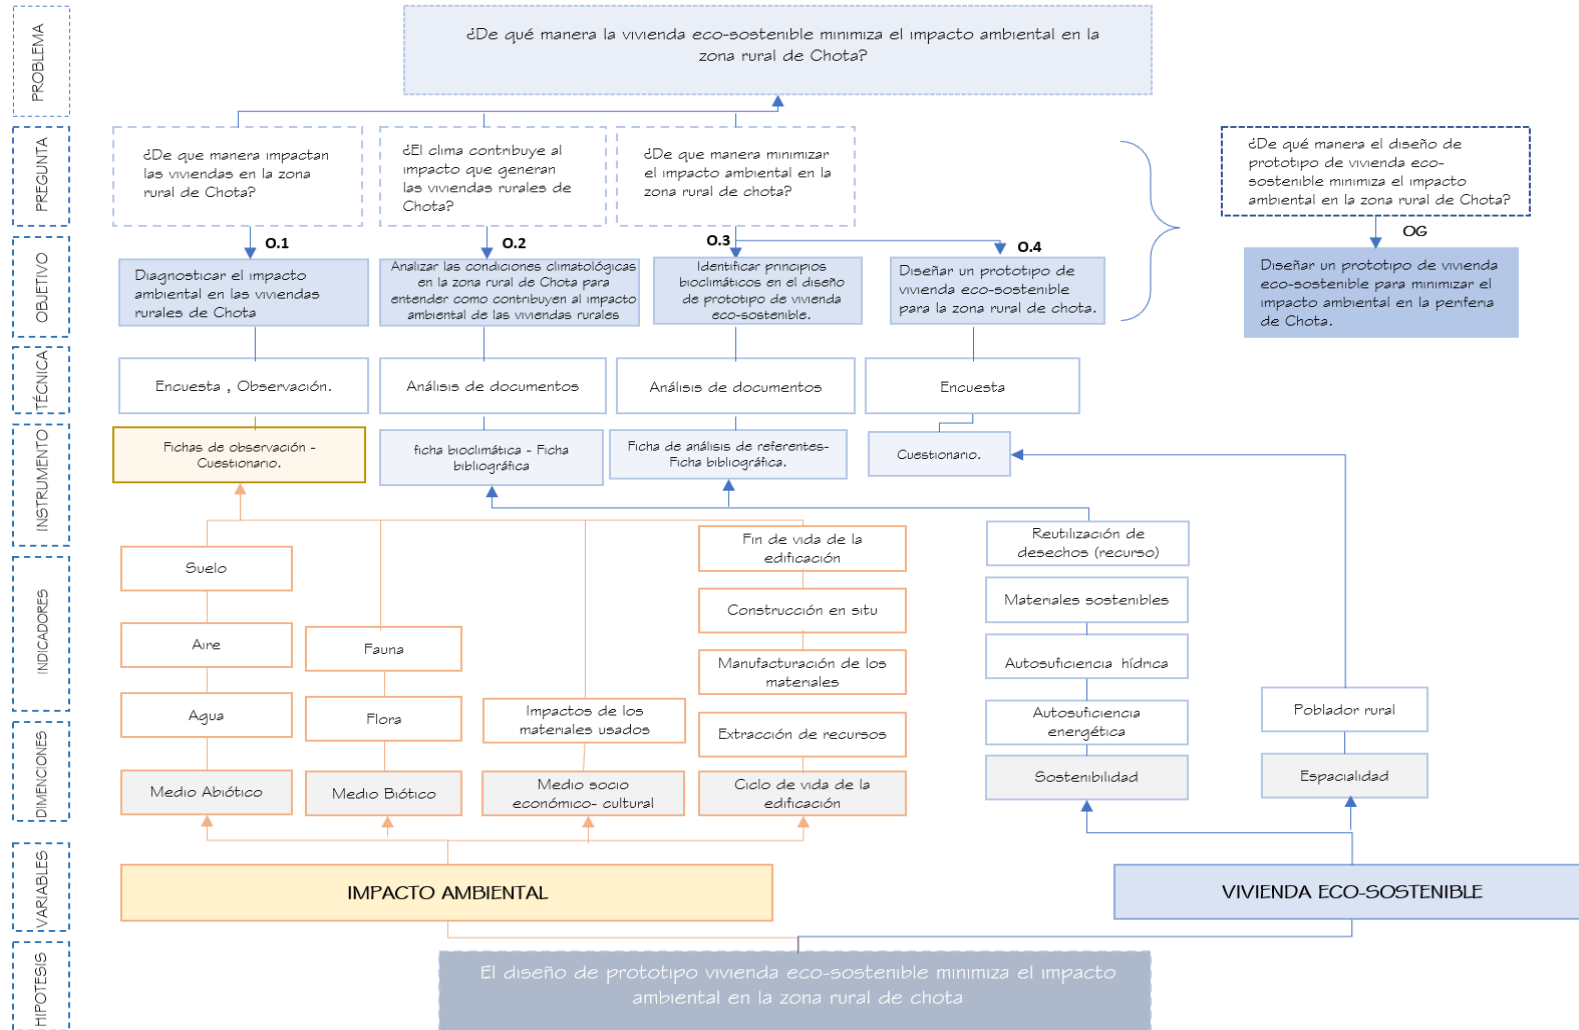 PROBLEMA
¿De qué manera la vivienda eco-sostenible minimiza el impacto ambiental en la
zona rural de Chota?
PREGUNTA
¿De que manera impactan
las viviendas en la zona
rural de Chota?
¿El clima contribuye al
impacto que generan
las viviendas rurales de
Chota?
¿De que manera minimizar
el impacto ambiental en la
zona rural de chota?
¿De qué manera el diseño de
prototipo de vivienda eco-
sostenible minimiza el impacto
ambiental en la zona rural de Chota?
O.1
O.2
O.3
O.4
OG
OBJETIVO
Diagnosticar el impacto
ambiental en las viviendas
rurales de Chota
Analizar las condiciones climatológicas
en la zona rural de Chota para
entender como contribuyen al impacto
ambiental de las viviendas rurales
Identificar principios
bioclimáticos en el diseño
de prototipo de vivienda
eco-sostenible.
Diseñar un prototipo de
vivienda eco-sostenible
para la zona rural de chota.
Diseñar un prototipo de vivienda
eco-sostenible para minimizar el
impacto ambiental en la periferia
de Chota.
TÉCNICA
Encuesta , Observación.
Análisis de documentos
Análisis de documentos
Encuesta
INSTRUMENTO
Fichas de observación -
Cuestionario.
ficha bioclimática - Ficha
bibliográfica
Ficha de análisis de referentes-
Ficha bibliográfica.
Cuestionario.
INDICADORES
Suelo
Aire
Agua
Fauna
Flora
Impactos de los
materiales usados
Fin de vida de la
edificación
Construcción en situ
Manufacturación de los
materiales
Extracción de recursos
Reutilización de
desechos (recurso)
Materiales sostenibles
Autosuficiencia hídrica
Autosuficiencia
energética
Poblador rural
DIMENCIONES
Medio Abiótico
Medio Biótico
Medio socio
económico- cultural
Ciclo de vida de la
edificación
Sostenibilidad
Espacialidad
VARIABLES
IMPACTO AMBIENTAL
VIVIENDA ECO-SOSTENIBLE
HIPOTESIS
El diseño de prototipo vivienda eco-sostenible minimiza el impacto
ambiental en la zona rural de chota